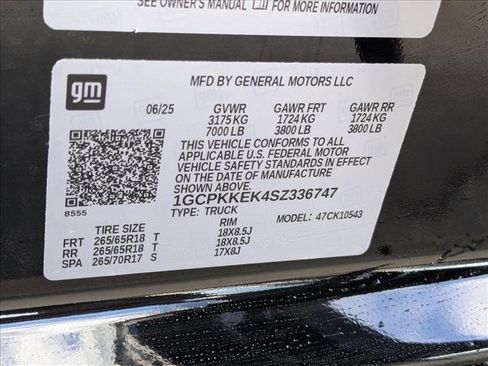 SEE OWNER'S MANUAL FOR MORE INFORMATION
gm
MFD BY GENERAL MOTORS LLC
06/25 GVWR GAWR FRT GAWR RR
3175 KG 1724 KG 1724 KG
7000 LB 3800 LB 3800 LB
THIS VEHICLE CONFORMS TO ALL
APPLICABLE U.S. FEDERAL MOTOR
VEHICLE SAFETY STANDARDS IN EFFECT
ON THE DATE OF MANUFACTURE
SHOWN ABOVE.
1GCPKKEK4SZ336747
8555 TYPE: TRUCK MODEL: 47CK10543
TIRE SIZE RIM
FRT 265/65R18 T 18X8.5J
RR 265/65R18 T 18X8.5J
SPA 265/70R17 S 17X8J